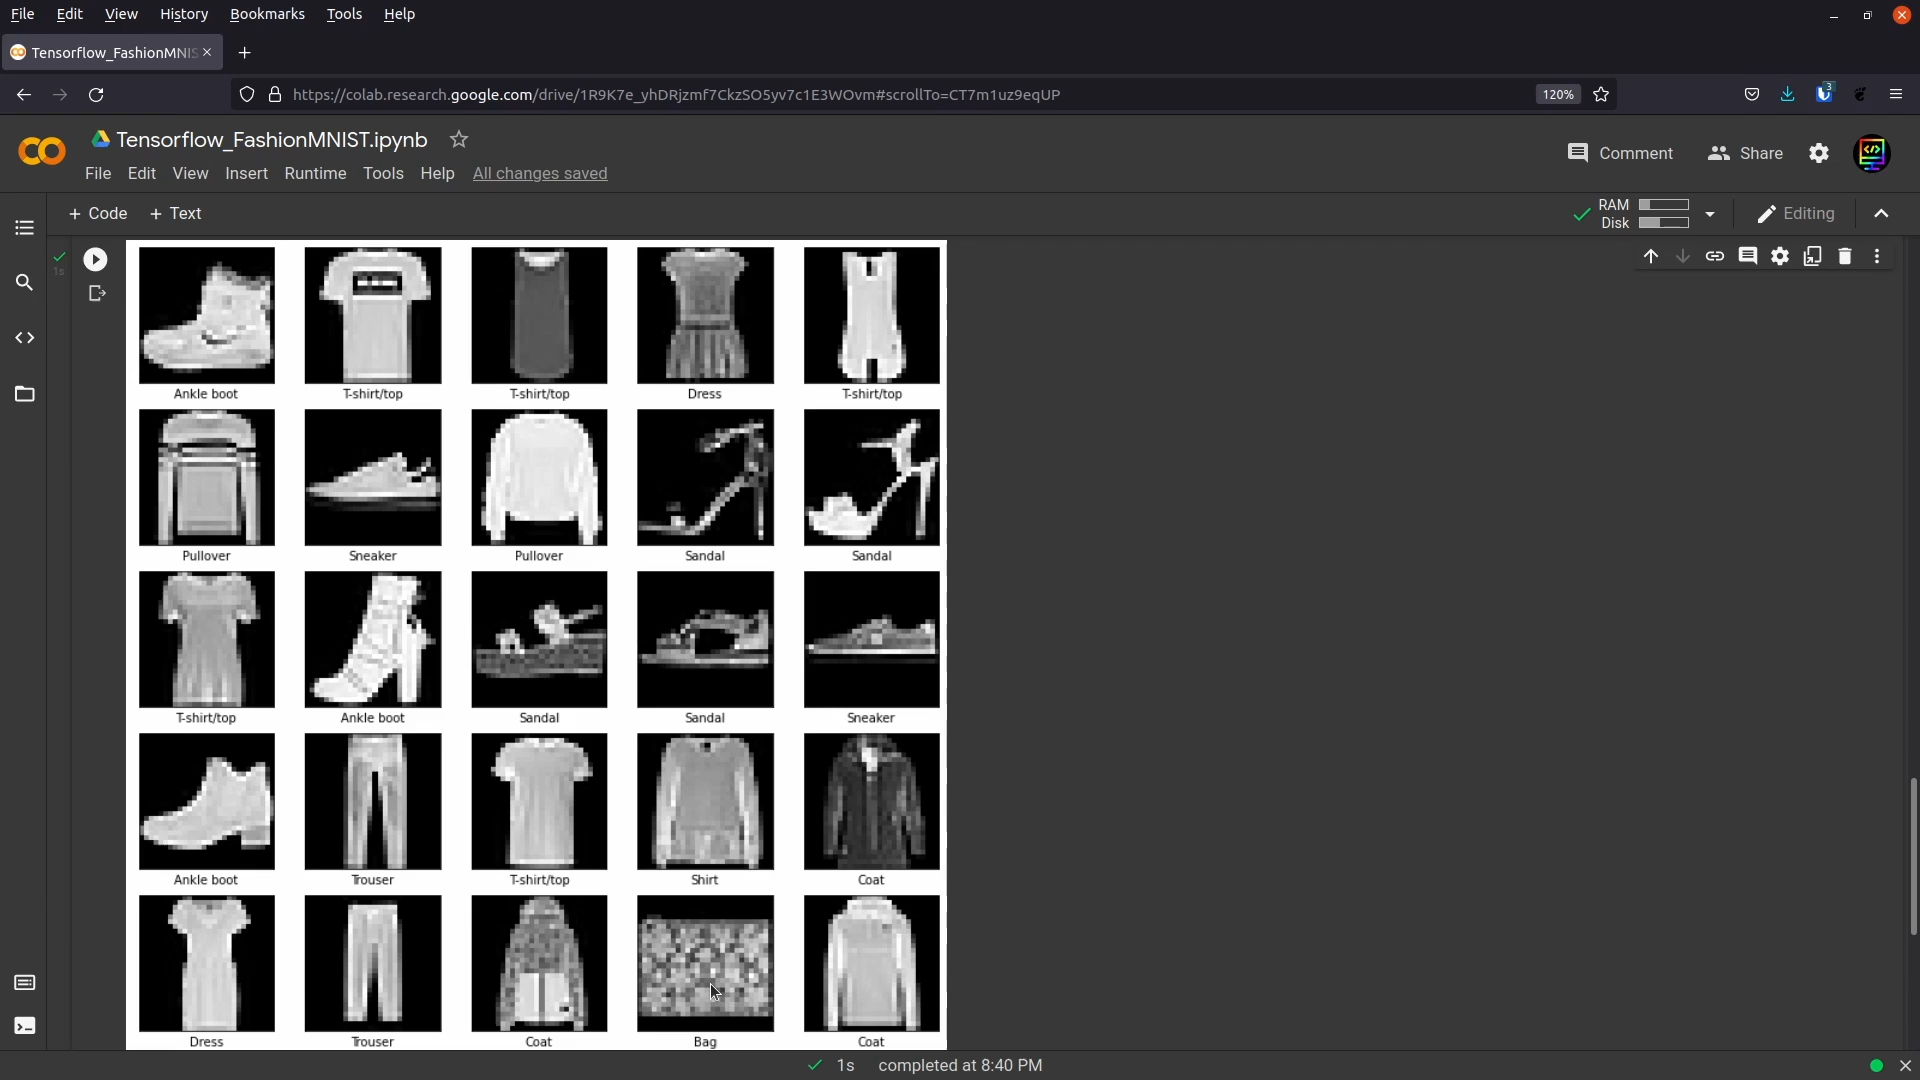 File Edit View History Bookmarks Tools Help
Tensorflow_FashionMNIS
https://colab.research.google.com/drive/1R9K7e_yhDRjzmf7CkzSO5yv7c1E3WOvm#scrollTo=CT7m1uz9eqUP 120% 3
Tensorflow_FashionMNIST.ipynb
Comment Share
File Edit View Insert Runtime Tools Help All changes saved
+ Code + Text RAM Disk Editing
1s
Ankle boot T-shirt/top T-shirt/top Dress T-shirt/top
Pullover Sneaker Pullover Sandal Sandal
T-shirt/top Ankle boot Sandal Sandal Sneaker
Ankle boot Trouser T-shirt/top Shirt Coat
Dress Trouser Coat Bag Coat
1s completed at 8:40 PM